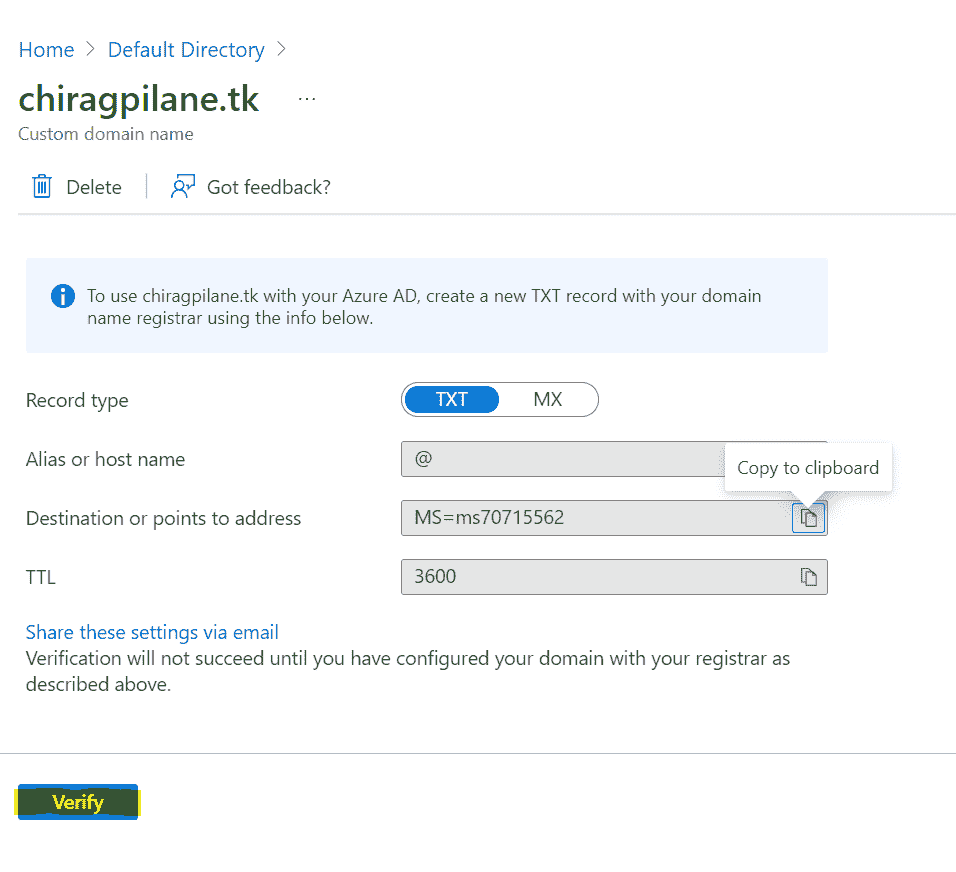 Home > Default Directory >
chiragpilane.tk ...
Custom domain name
Delete Got feedback?
To use chiragpilane.tk with your Azure AD, create a new TXT record with your domain
name registrar using the info below.
Record type TXT MX
Alias or host name @
Copy to clipboard
Destination or points to address MS=ms70715562
TTL 3600
Share these settings via email
Verification will not succeed until you have configured your domain with your registrar as
described above.
Verify